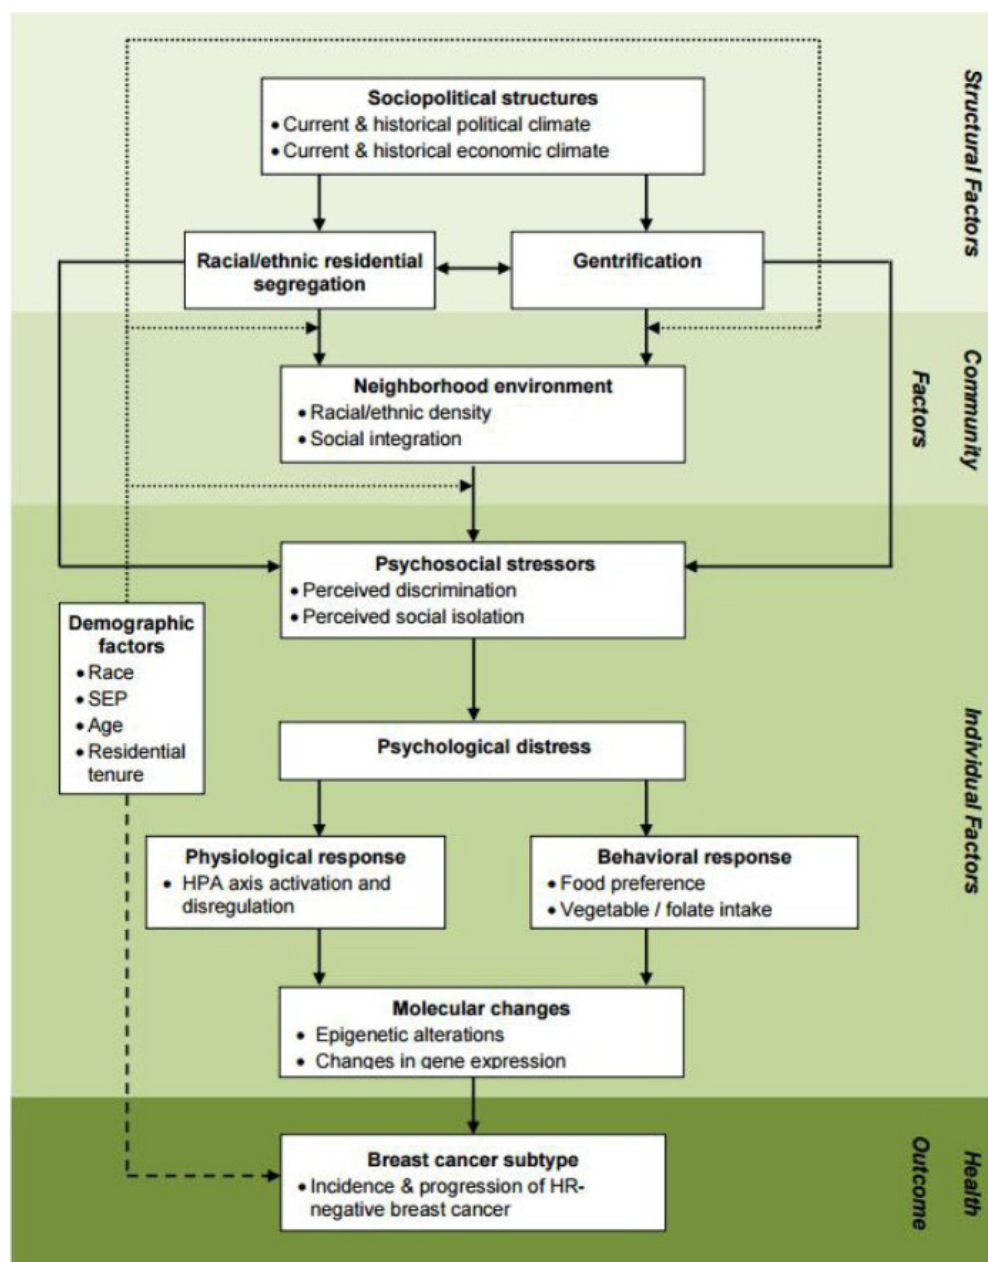 Sociopolitical structures
• Current & historical political climate
• Current & historical economic climate
Structural Factors
Racial/ethnic residential
segregation
Gentrification
Neighborhood environment
• Racial/ethnic density
• Social integration
Community
Factors
Psychosocial stressors
• Perceived discrimination
• Perceived social isolation
Demographic
factors
• Race
• SEP
• Age
• Residential
tenure
Psychological distress
Individual Factors
Physiological response
• HPA axis activation and
disregulation
Behavioral response
• Food preference
• Vegetable / folate intake
Molecular changes
• Epigenetic alterations
• Changes in gene expression
Breast cancer subtype
• Incidence & progression of HR-
negative breast cancer
Health
Outcome